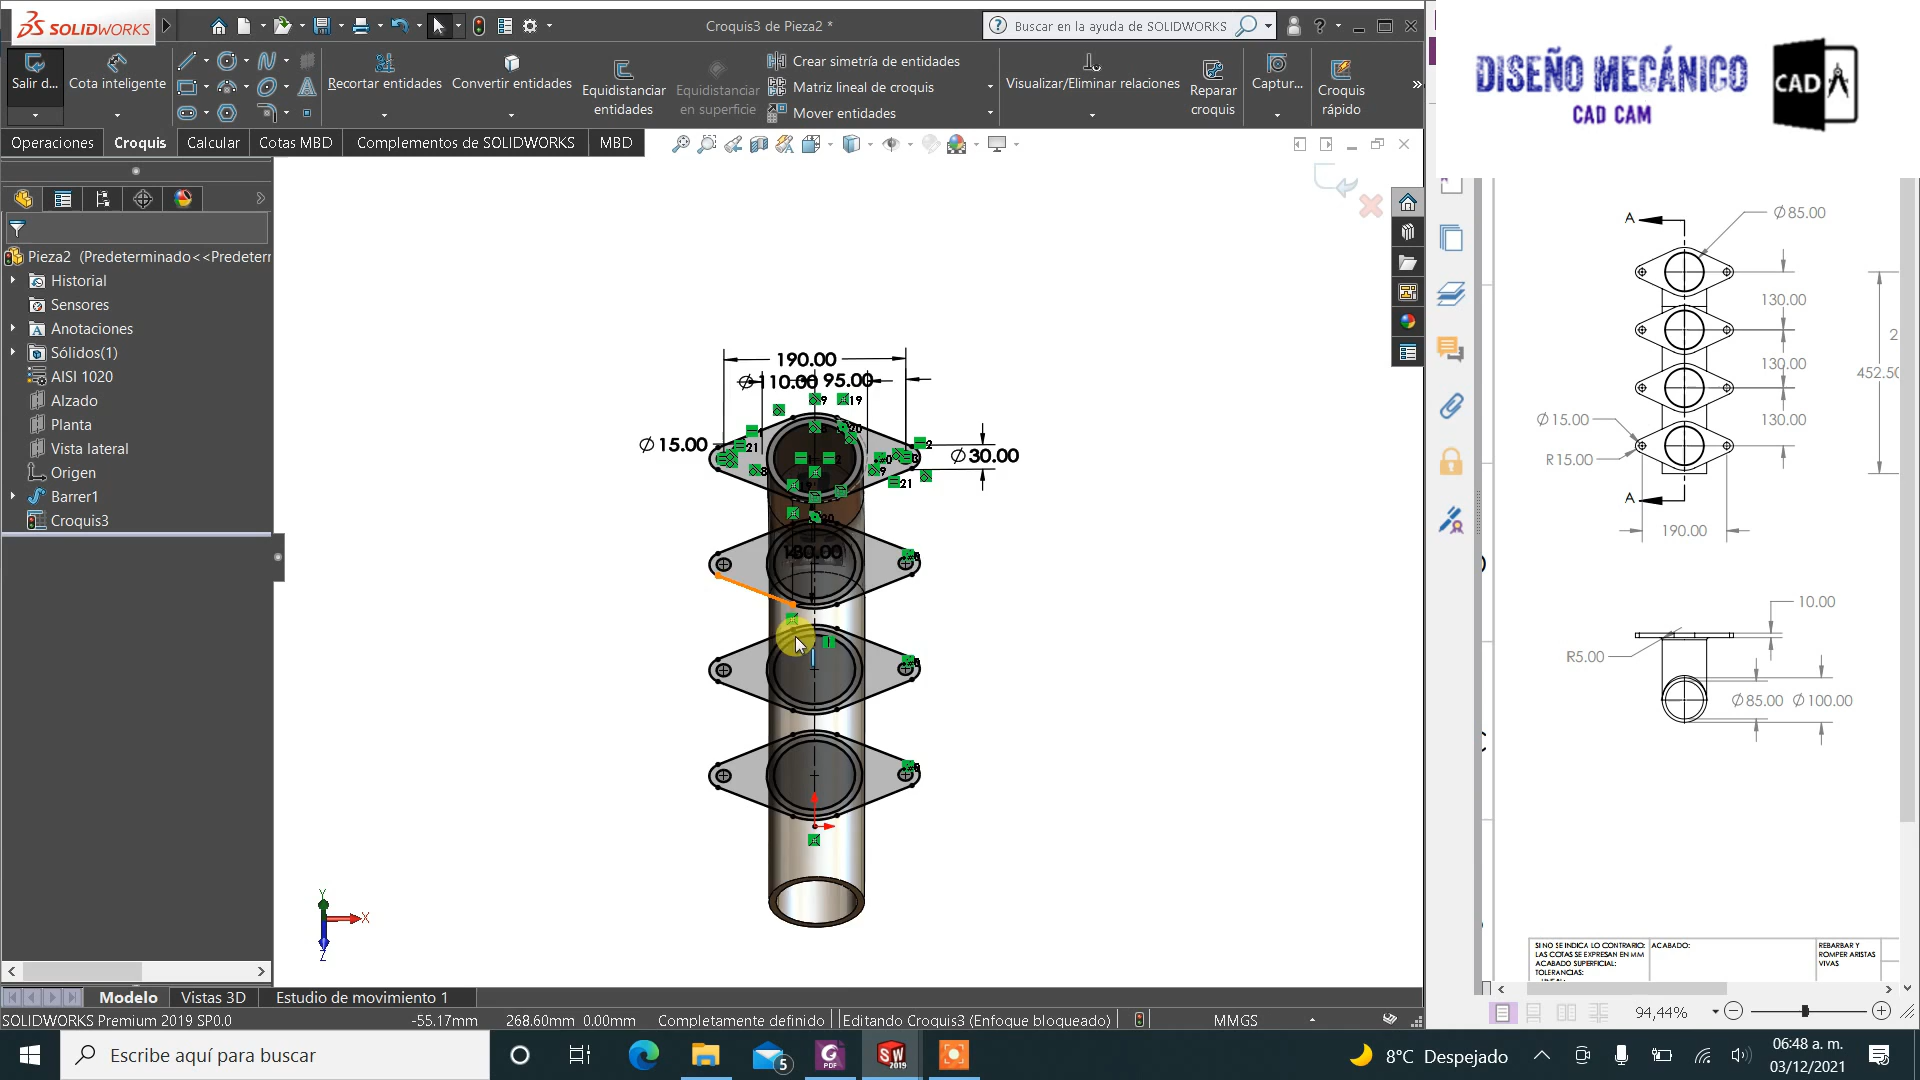 SOLIDWORKS
Croquis3 de Pieza2 *
Buscar en la ayuda de SOLIDWORKS
Salir d...
Cota inteligente
Recortar entidades
Convertir entidades
Equidistanciar entidades
Equidistanciar en superficie
Crear simetría de entidades
Matriz lineal de croquis
Mover entidades
Visualizar/Eliminar relaciones
Reparar croquis
Captur...
Croquis rápido
Operaciones
Croquis
Calcular
Cotas MBD
Complementos de SOLIDWORKS
MBD
DISEÑO MECÁNICO
CAD CAM
CAD
Pieza2 (Predeterminado<<Predeterr
Historial
Sensores
Anotaciones
Sólidos(1)
AISI 1020
Alzado
Planta
Vista lateral
Origen
Barrer1
Croquis3
190.00
Ø110.00
95.00
Ø15.00
Ø30.00
130.00
Y
X
Z
A
Ø85.00
130.00
2
130.00
452.50
Ø15.00
130.00
R15.00
A
190.00
10.00
R5.00
Ø85.00
Ø100.00
SI NO SE INDICA LO CONTRARIO:
LAS COTAS SE EXPRESAN EN MM
ACABADO SUPERFICIAL:
TOLERANCIAS:
ACABADO:
REBARBAR Y
ROMPER ARISTAS
VIVAS
Modelo
Vistas 3D
Estudio de movimiento 1
SOLIDWORKS Premium 2019 SP0.0
-55.17mm
268.60mm
0.00mm
Completamente definido
Editando Croquis3 (Enfoque bloqueado)
MMGS
94,44%
Escribe aquí para buscar
5
PDF
SW
2019
8°C Despejado
06:48 a. m.
03/12/2021